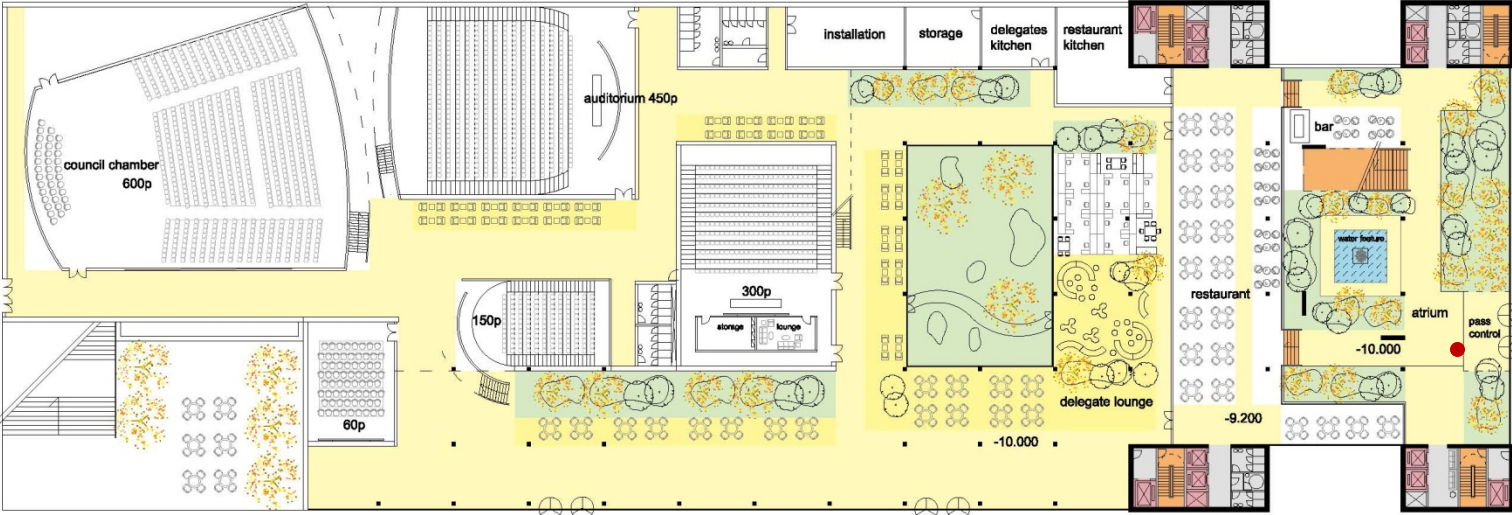 installation
storage
delegates
kitchen
restaurant
kitchen
auditorium 450p
bar
council chamber
600p
water feature
300p
restaurant
150p
storage
lounge
atrium
pass
control
-10.000
delegate lounge
60p
-9.200
-10.000